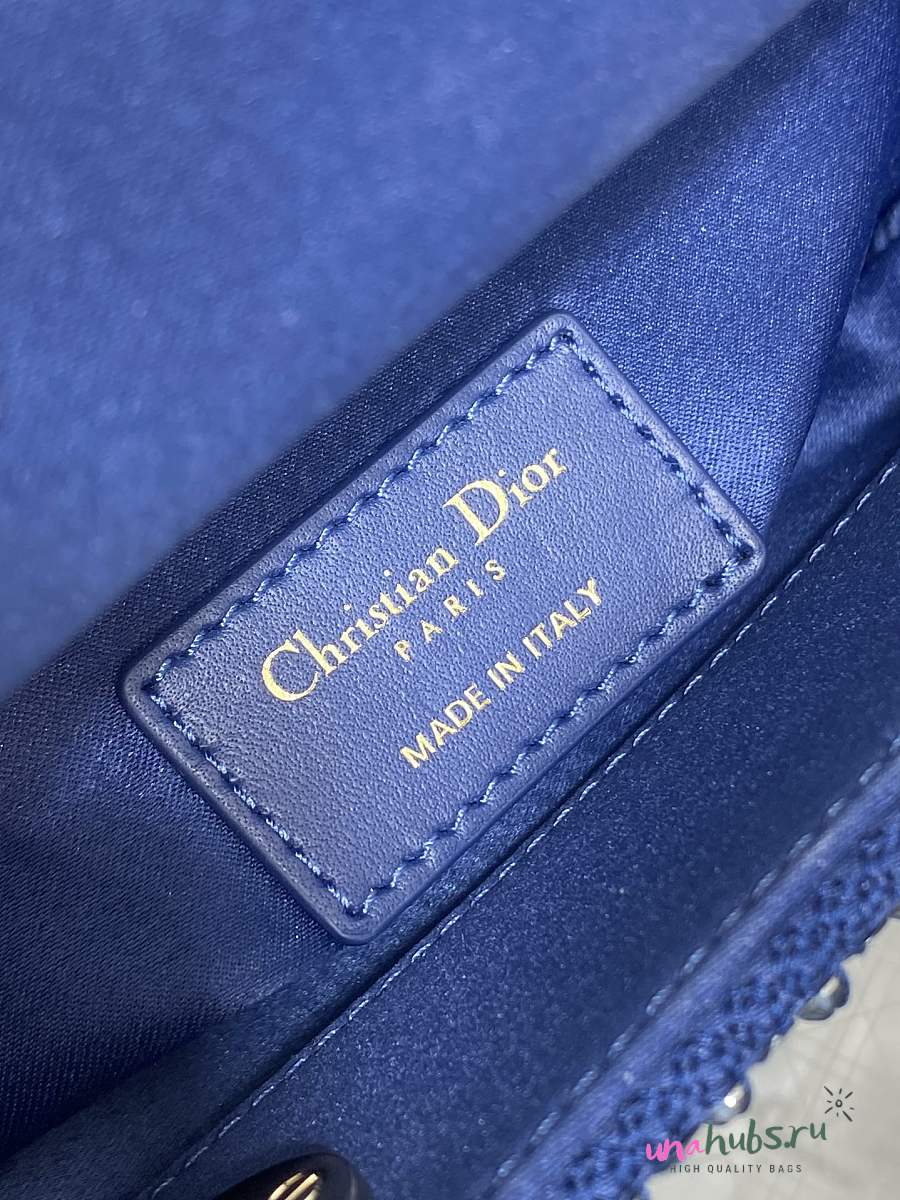 Christian Dior
PARIS
MADE IN ITALY
unahubs.ru
HIGH QUALITY BAGS